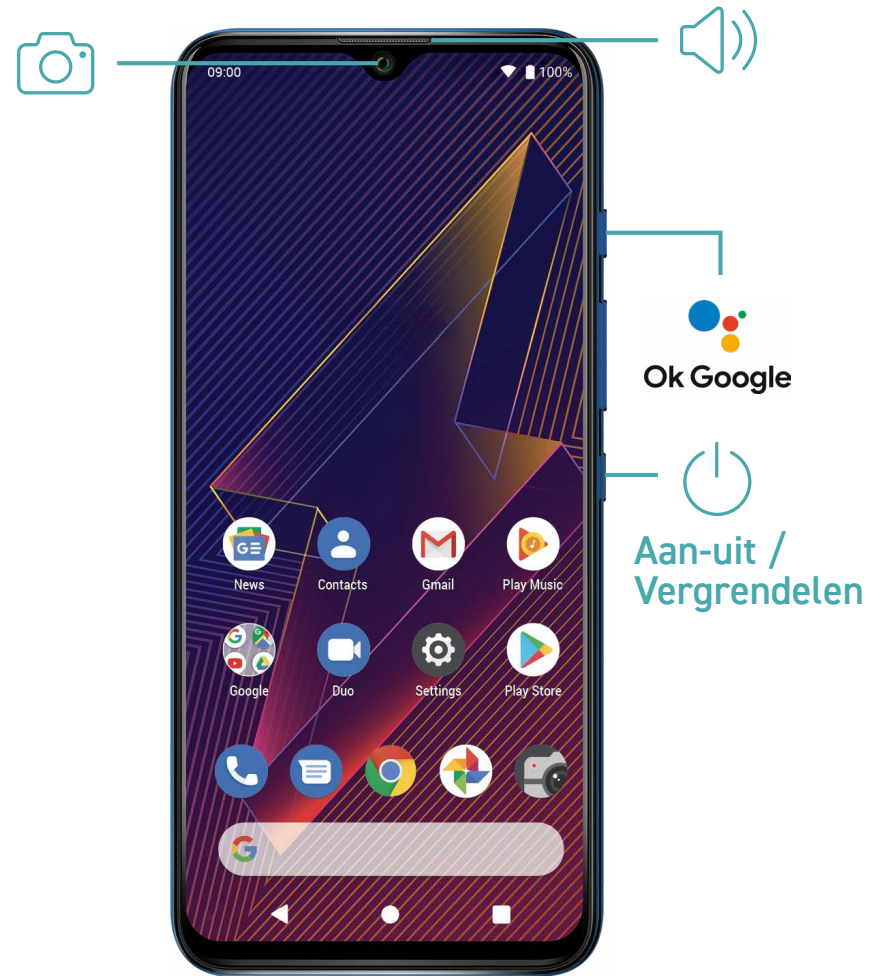 09:00
100%
Ok Google
Aan-uit /
Vergrendelen
G≡
News
Contacts
Gmail
Play Music
Google
Duo
Settings
Play Store